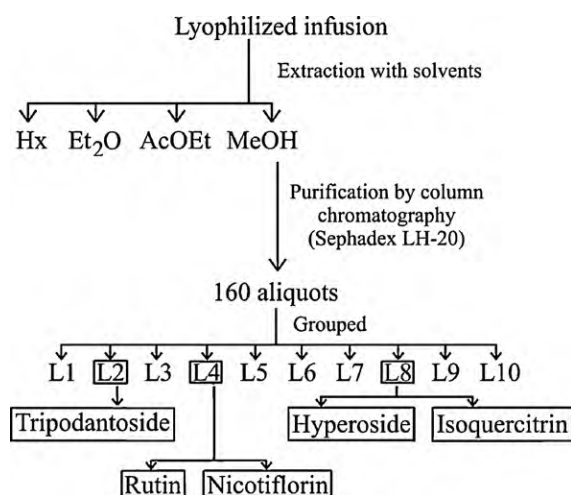 Lyophilized infusion
Extraction with solvents
Hx Et₂O AcOEt MeOH
Purification by column
chromatography
(Sephadex LH-20)
160 aliquots
Grouped
L1 L2 L3 L4 L5 L6 L7 L8 L9 L10
Tripodantoside Hyperoside Isoquercitrin
Rutin Nicotiflorin